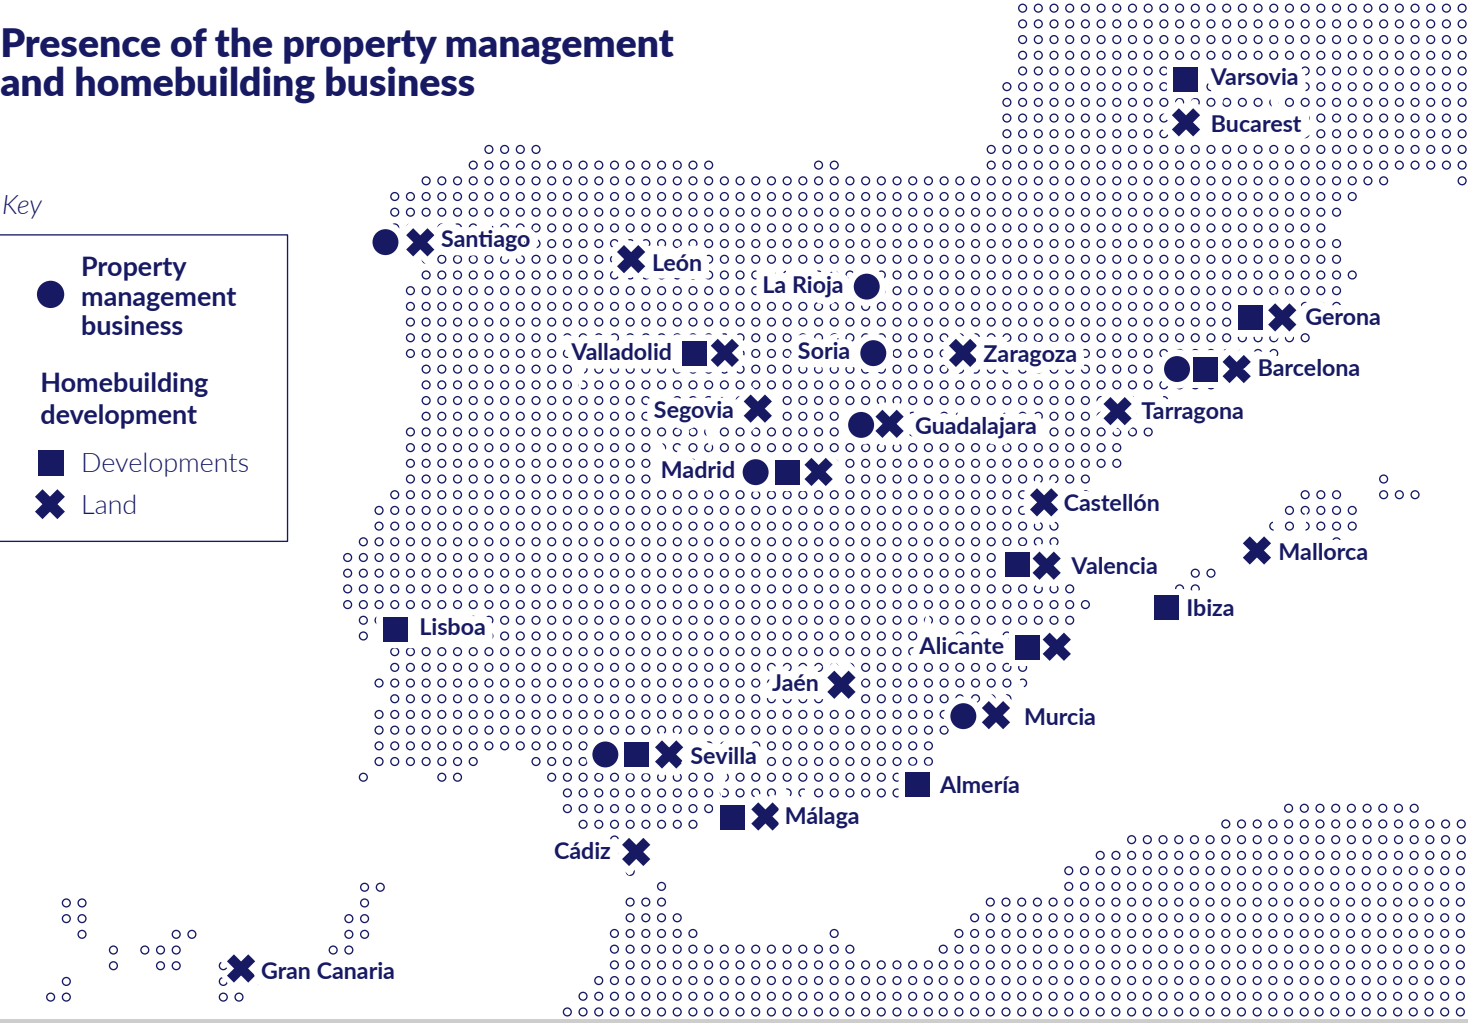 Presence of the property management
and homebuilding business
Key
Property
management
business
Homebuilding
development
Developments
Land
Varsovia
Bucarest
Santiago
León
La Rioja
Gerona
Valladolid
Soria
Zaragoza
Barcelona
Segovia
Guadalajara
Tarragona
Madrid
Castellón
Mallorca
Valencia
Ibiza
Lisboa
Alicante
Jaén
Murcia
Sevilla
Almería
Málaga
Cádiz
Gran Canaria